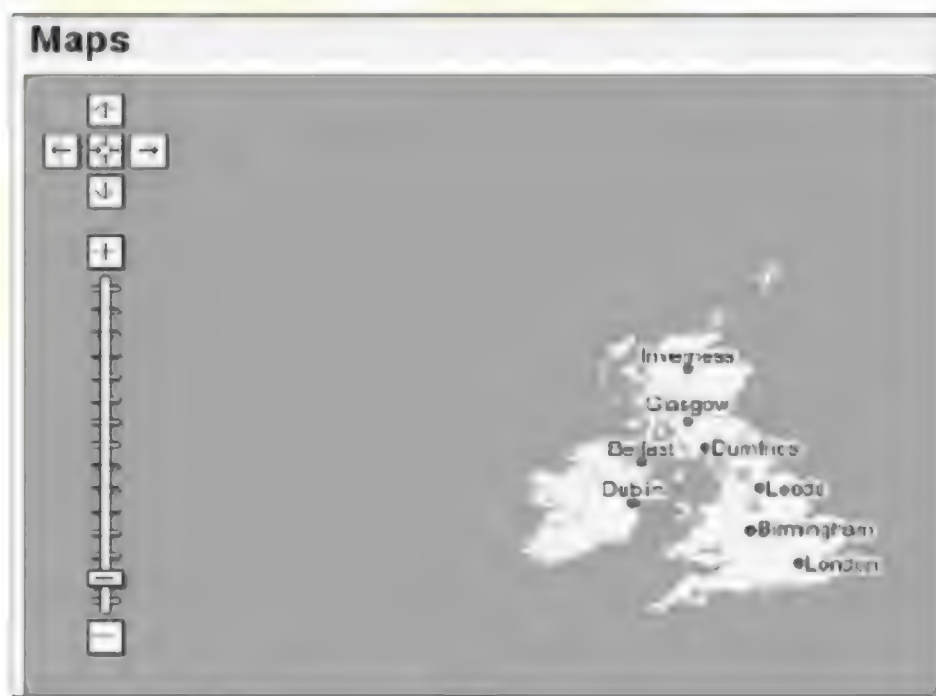 Maps
Inverness
Glasgow
Belfast
Dumfries
Dublin
Leeds
Birmingham
London